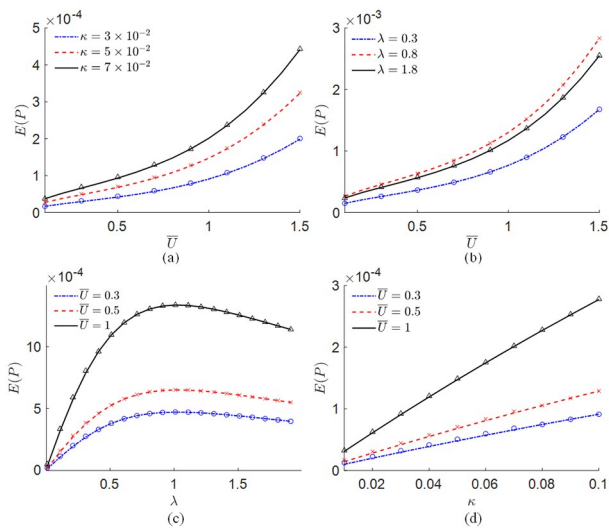 ×10⁻⁴
5
4
3
2
1
0
E(P)
κ = 3 × 10⁻²
κ = 5 × 10⁻²
κ = 7 × 10⁻²
0.5 1 1.5
U̅
(a)
×10⁻³
3
2
1
0
E(P)
λ = 0.3
λ = 0.8
λ = 1.8
0.5 1 1.5
U̅
(b)
×10⁻⁴
10
5
0
E(P)
U̅ = 0.3
U̅ = 0.5
U̅ = 1
0 0.5 1 1.5
λ
(c)
×10⁻⁴
3
2
1
0
E(P)
U̅ = 0.3
U̅ = 0.5
U̅ = 1
0.02 0.04 0.06 0.08 0.1
κ
(d)